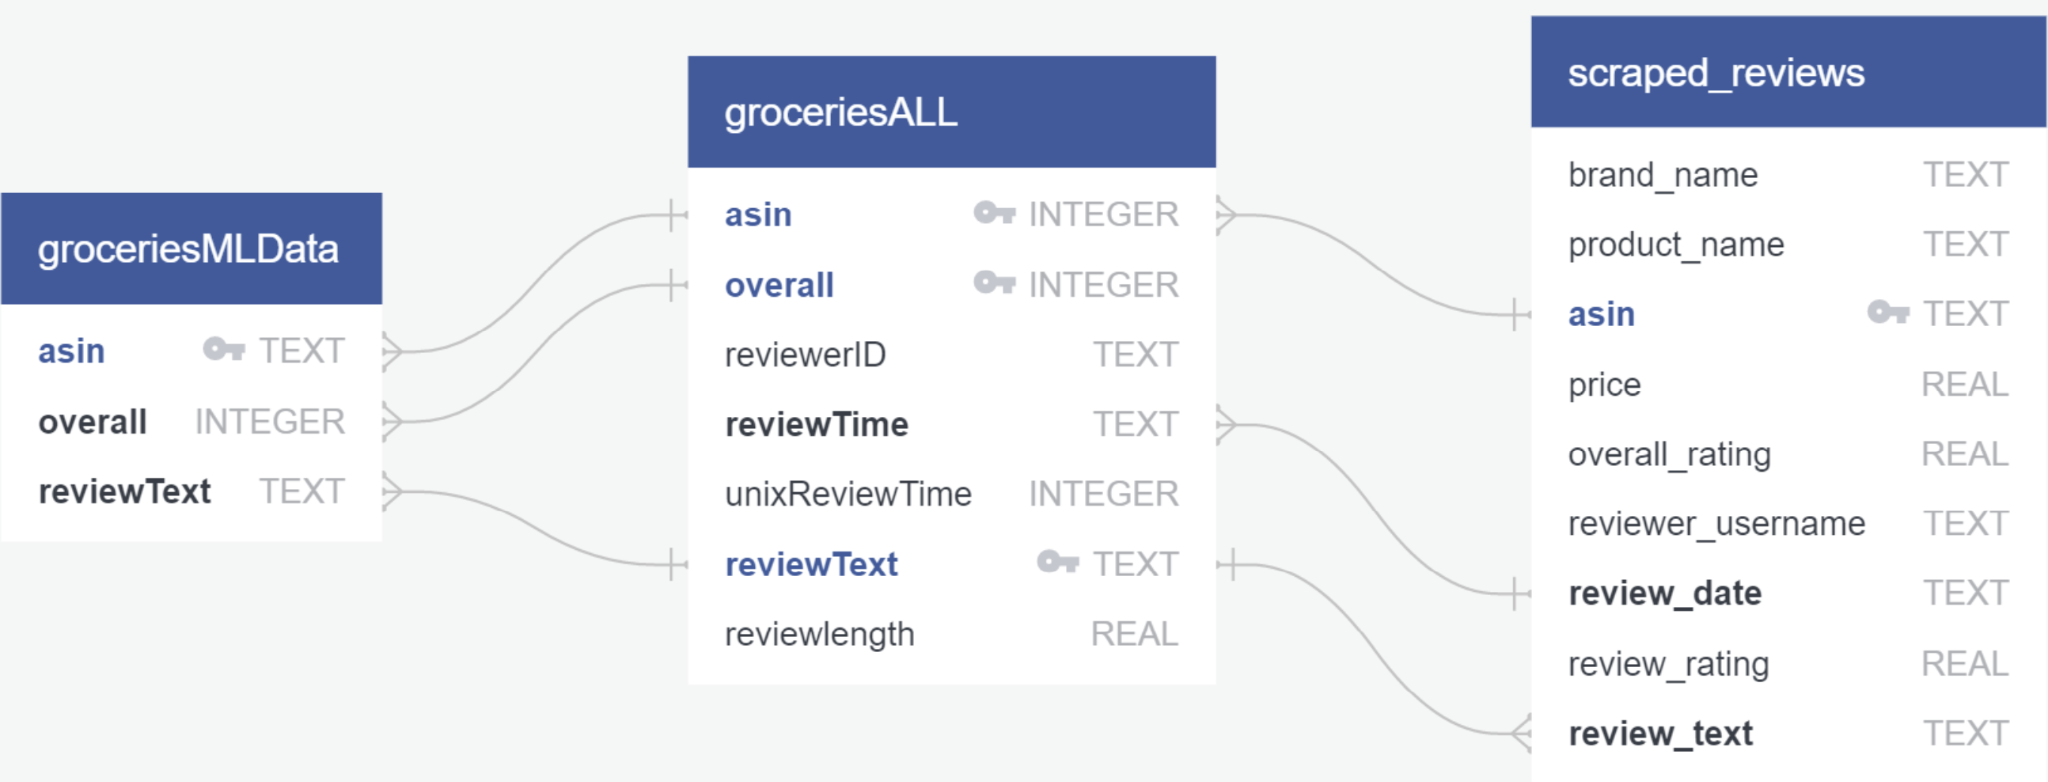 groceriesMLData
asin TEXT
overall INTEGER
reviewText TEXT
groceriesALL
asin INTEGER
overall INTEGER
reviewerID TEXT
reviewTime TEXT
unixReviewTime INTEGER
reviewText TEXT
reviewlength REAL
scraped_reviews
brand_name TEXT
product_name TEXT
asin TEXT
price REAL
overall_rating REAL
reviewer_username TEXT
review_date TEXT
review_rating REAL
review_text TEXT